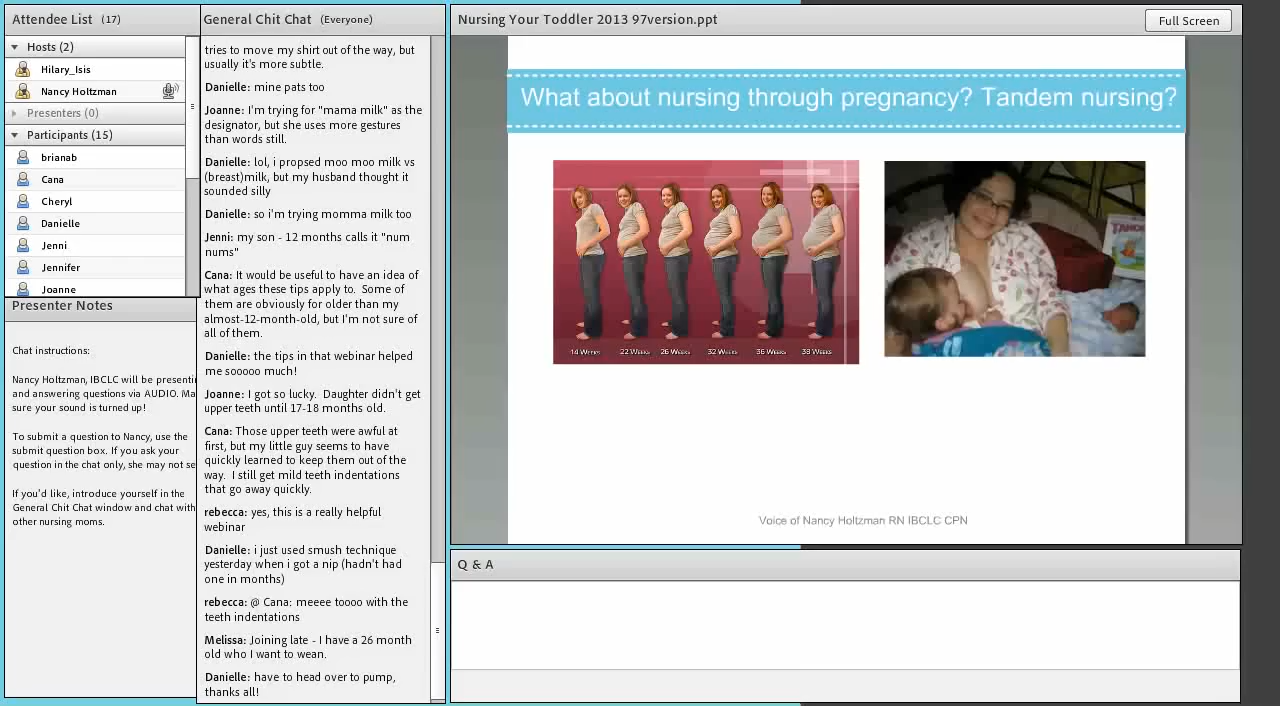 Attendee List (17)
Hosts (2)
Hilary_Isis
Nancy Holtzman
Presenters (0)
Participants (15)
brianab
Cana
Cheryl
Danielle
Jenni
Jennifer
Joanne
Presenter Notes
Chat instructions:
Nancy Holtzman, IBCLC will be presenti
and answering questions via AUDIO. Ma
sure your sound is turned up!
To submit a question to Nancy, use the
submit question box. If you ask your
question in the chat only, she may not se
If you'd like, introduce yourself in the
General Chit Chat window and chat with
other nursing moms.
General Chit Chat (Everyone)
tries to move my shirt out of the way, but
usually it's more subtle.
Danielle: mine pats too
Joanne: I'm trying for "mama milk" as the
designator, but she uses more gestures
than words still.
Danielle: lol, i propsed moo moo milk vs
(breast)milk, but my husband thought it
sounded silly
Danielle: so i'm trying momma milk too
Jenni: my son - 12 months calls it "num
nums"
Cana: It would be useful to have an idea of
what ages these tips apply to. Some of
them are obviously for older than my
almost-12-month-old, but I'm not sure of
all of them.
Danielle: the tips in that webinar helped
me sooooo much!
Joanne: I got so lucky. Daughter didn't get
upper teeth until 17-18 months old.
Cana: Those upper teeth were awful at
first, but my little guy seems to have
quickly learned to keep them out of the
way. I still get mild teeth indentations
that go away quickly.
rebecca: yes, this is a really helpful
webinar
Danielle: i just used smush technique
yesterday when i got a nip (hadn't had
one in months)
rebecca: @ Cana: meeee toooo with the
teeth indentations
Melissa: Joining late - I have a 26 month
old who I want to wean.
Danielle: have to head over to pump,
thanks all!
Nursing Your Toddler 2013 97version.ppt
Full Screen
What about nursing through pregnancy? Tandem nursing?
14 Weeks 22 Weeks 26 Weeks 32 Weeks 36 Weeks 38 Weeks
Voice of Nancy Holtzman RN IBCLC CPN
Q & A